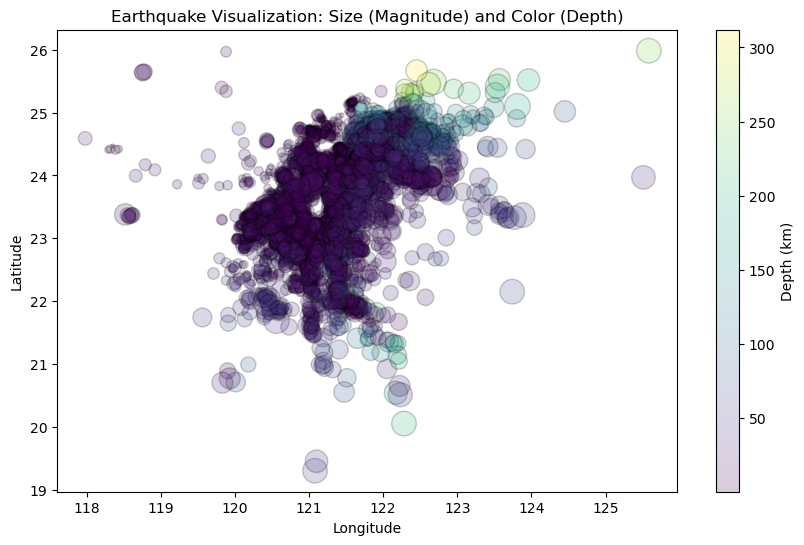 Earthquake Visualization: Size (Magnitude) and Color (Depth)
26
25
24
23
22
21
20
19
Latitude
118 119 120 121 122 123 124 125
Longitude
300
250
200
150
100
50
Depth (km)